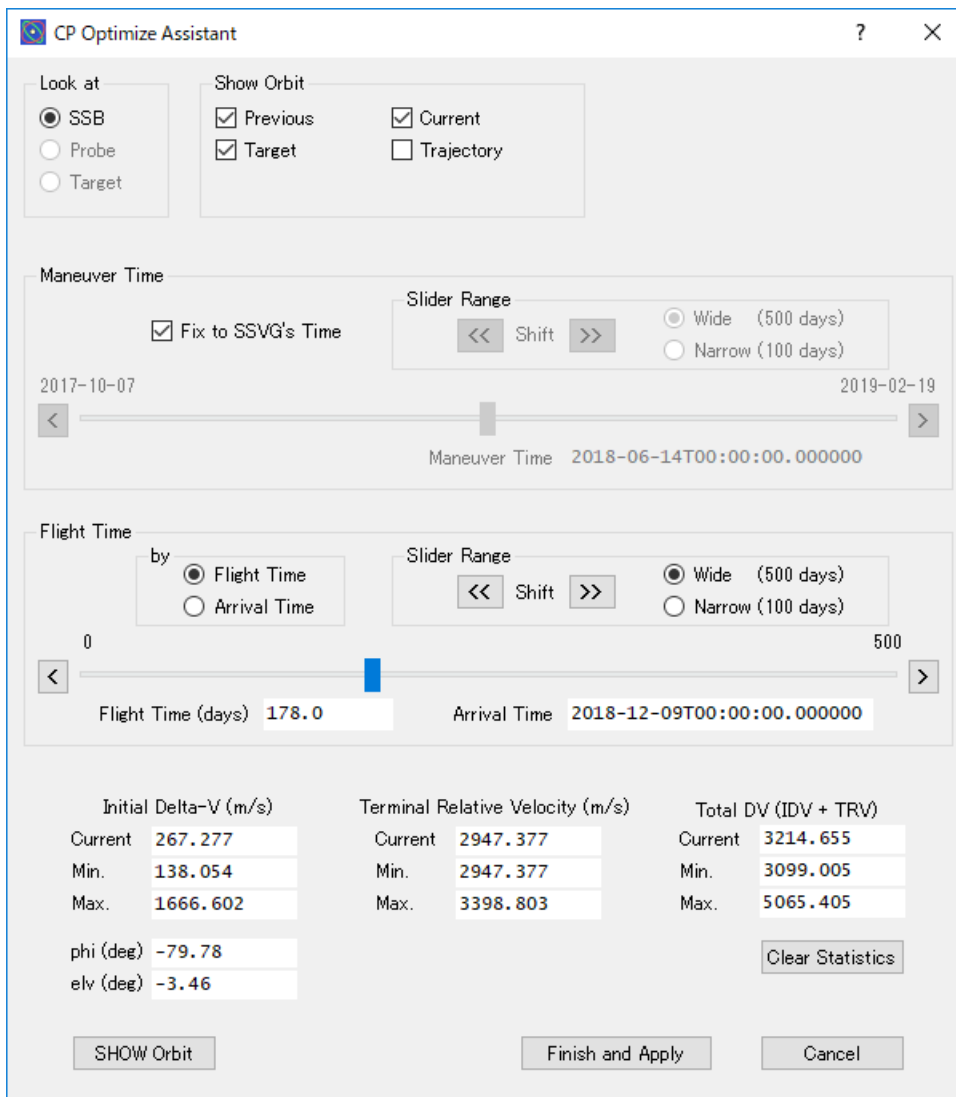 CP Optimize Assistant ? ×
Look at
SSB
Probe
Target
Show Orbit
Previous Current
Target Trajectory
Maneuver Time
Fix to SSVG's Time
Slider Range
<< Shift >>
Wide (500 days)
Narrow (100 days)
2017-10-07 2019-02-19
< >
Maneuver Time 2018-06-14T00:00:00.000000
Flight Time
by
Flight Time
Arrival Time
Slider Range
<< Shift >>
Wide (500 days)
Narrow (100 days)
0 500
< >
Flight Time (days) 178.0 Arrival Time 2018-12-09T00:00:00.000000
Initial Delta-V (m/s)
Current 267.277
Min. 138.054
Max. 1666.602
phi (deg) -79.78
elv (deg) -3.46
Terminal Relative Velocity (m/s)
Current 2947.377
Min. 2947.377
Max. 3398.803
Total DV (IDV + TRV)
Current 3214.655
Min. 3099.005
Max. 5065.405
Clear Statistics
SHOW Orbit Finish and Apply Cancel